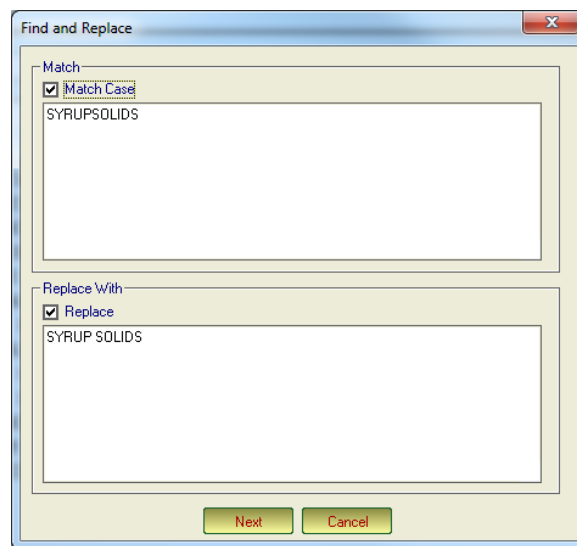 Find and Replace
Match
Match Case
SYRUPSOLIDS
Replace With
Replace
SYRUP SOLIDS
Next
Cancel